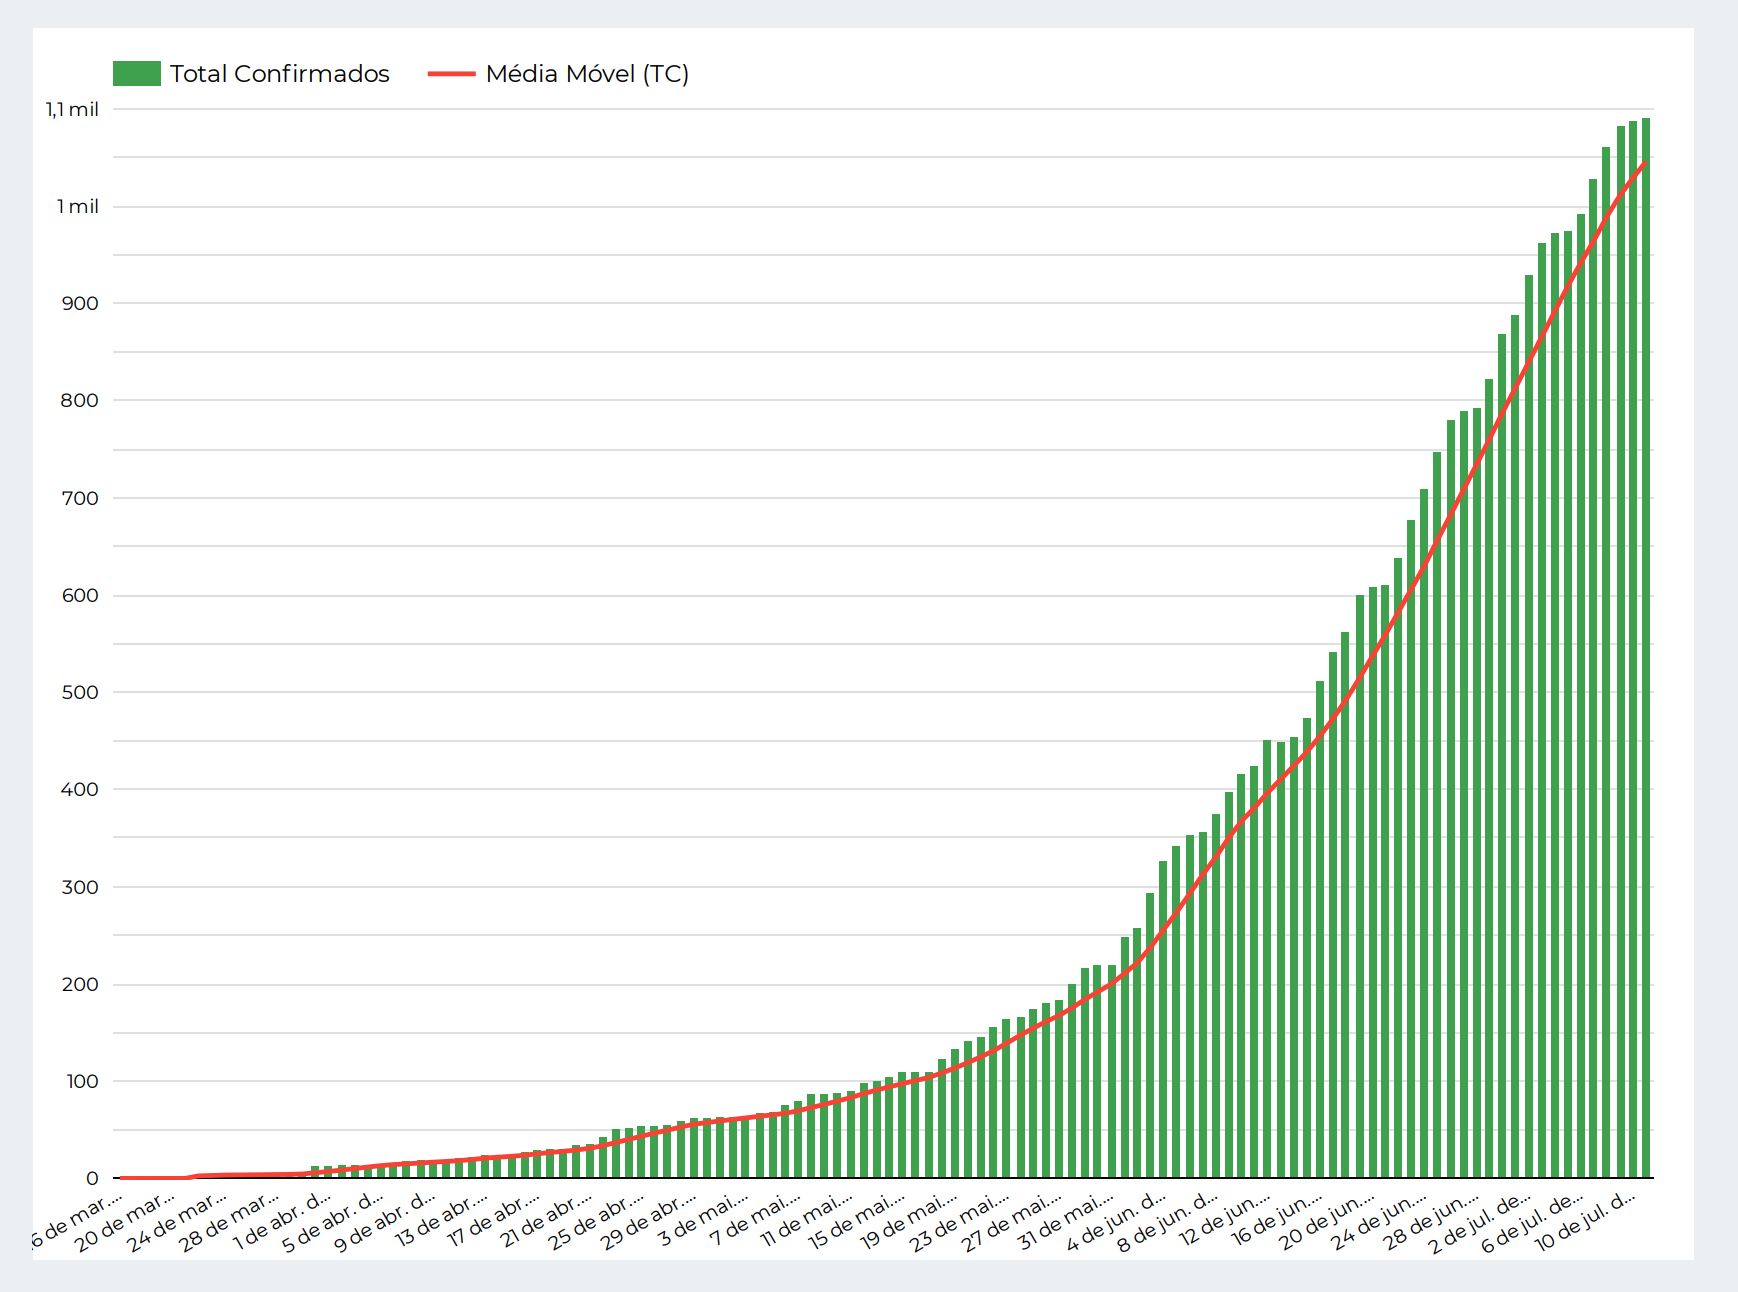 Total Confirmados
Média Móvel (TC)
1,1 mil
1 mil
900
800
700
600
500
400
300
200
100
0
6 de mar....
20 de mar...
24 de mar...
28 de mar...
1 de abr. d...
5 de abr. d...
9 de abr. d...
13 de abr....
17 de abr....
21 de abr....
25 de abr...
29 de abr...
3 de mai....
7 de mai....
11 de mai....
15 de mai....
19 de mai....
23 de mai....
27 de mai....
31 de mai....
4 de jun. d...
8 de jun. d...
12 de jun....
16 de jun....
20 de jun....
24 de jun....
28 de jun....
2 de jul. de...
6 de jul. de...
10 de jul. d...